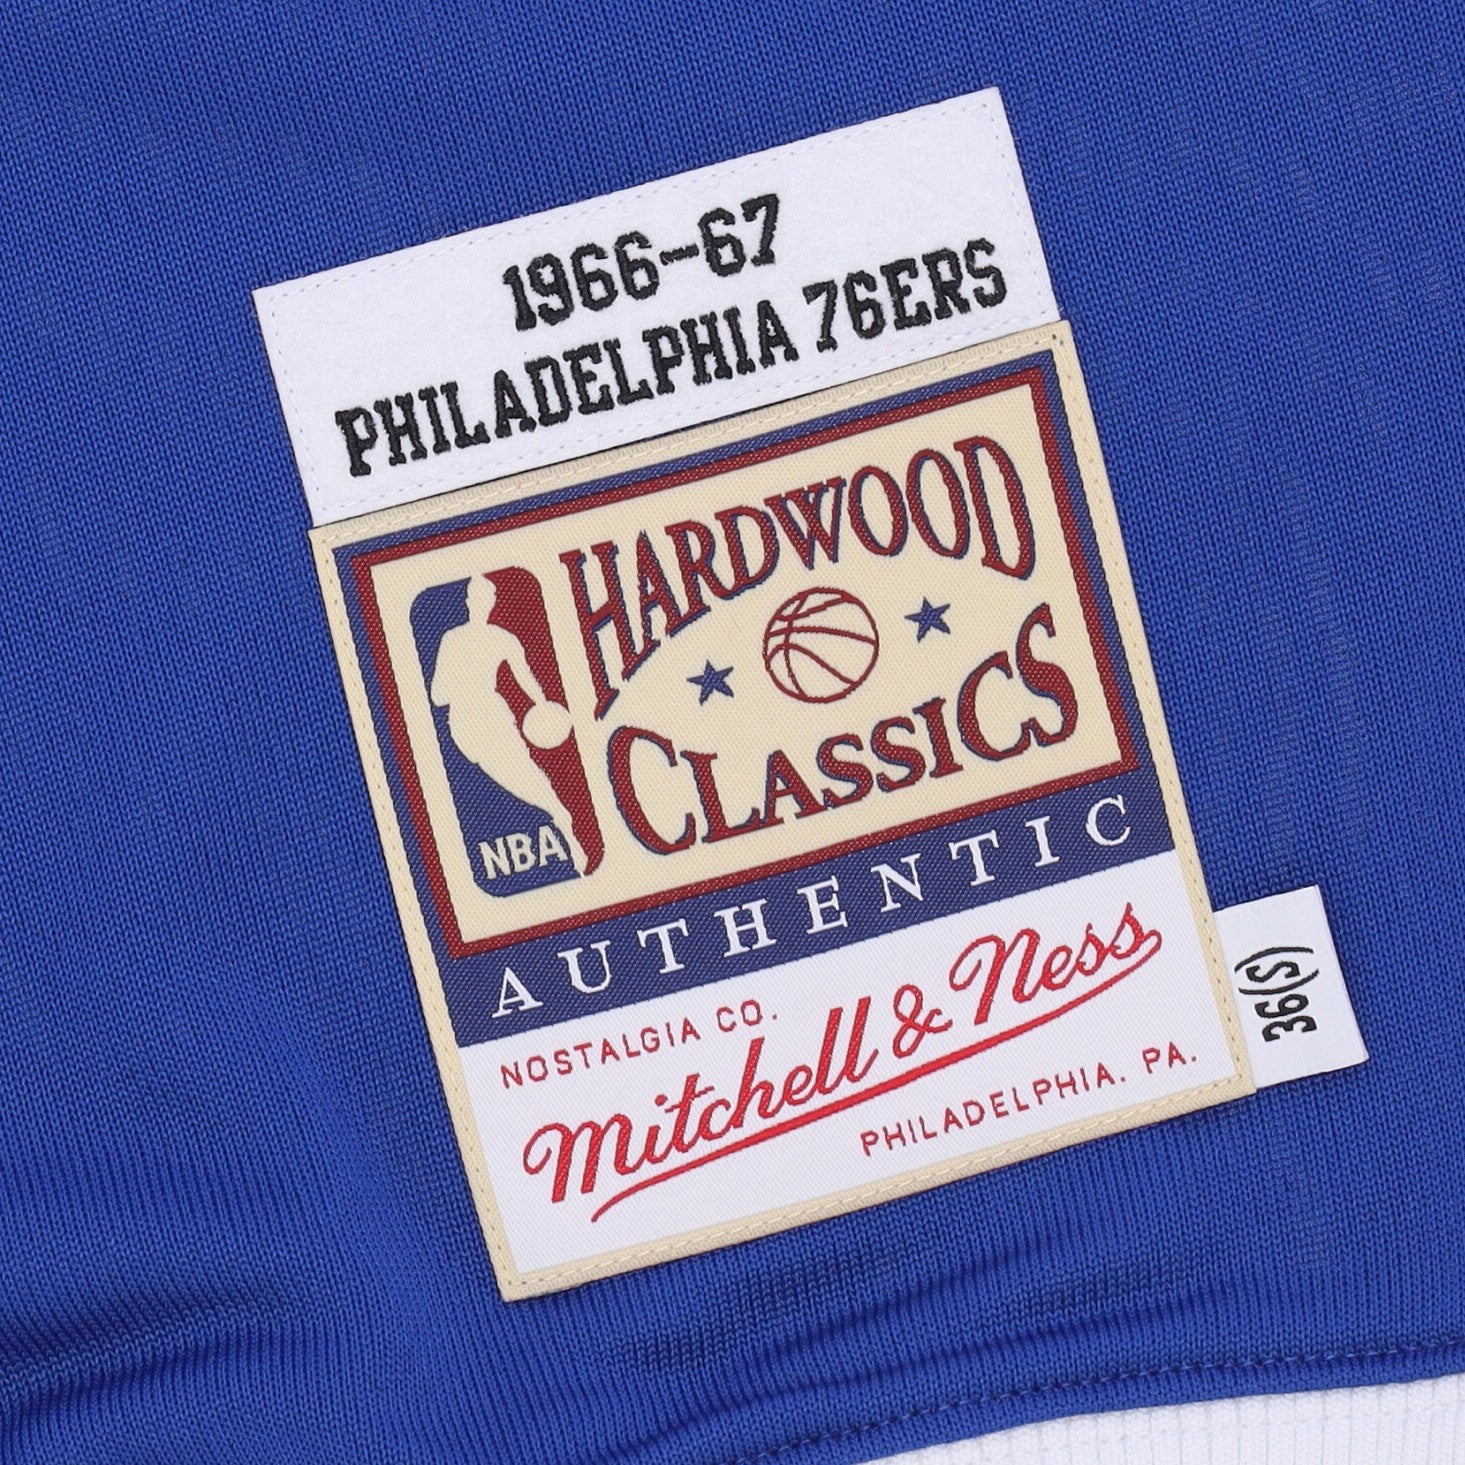 1966-67
PHILADELPHIA 76ERS
HARDWOOD
CLASSICS
NBA
AUTHENTIC
NOSTALGIA CO.
Mitchell & Ness
PHILADELPHIA. PA.
36(S)